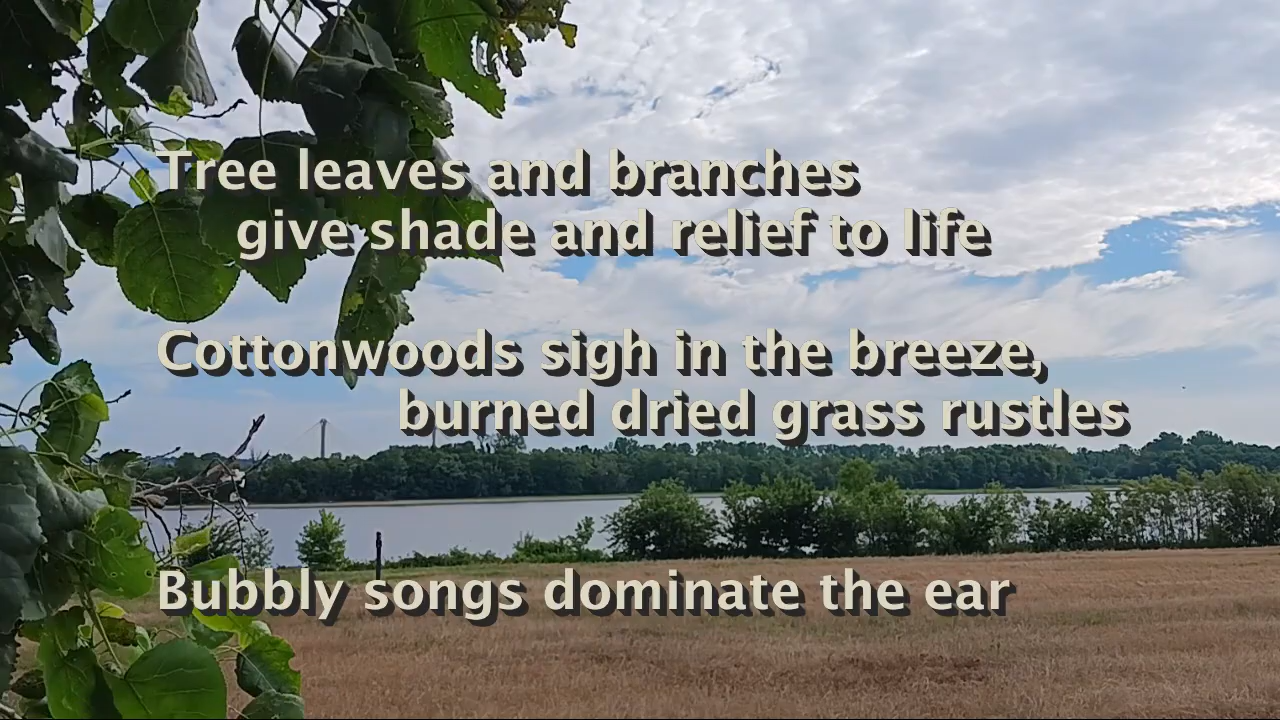 Tree leaves and branches
give shade and relief to life
Cottonwoods sigh in the breeze,
burned dried grass rustles
Bubbly songs dominate the ear